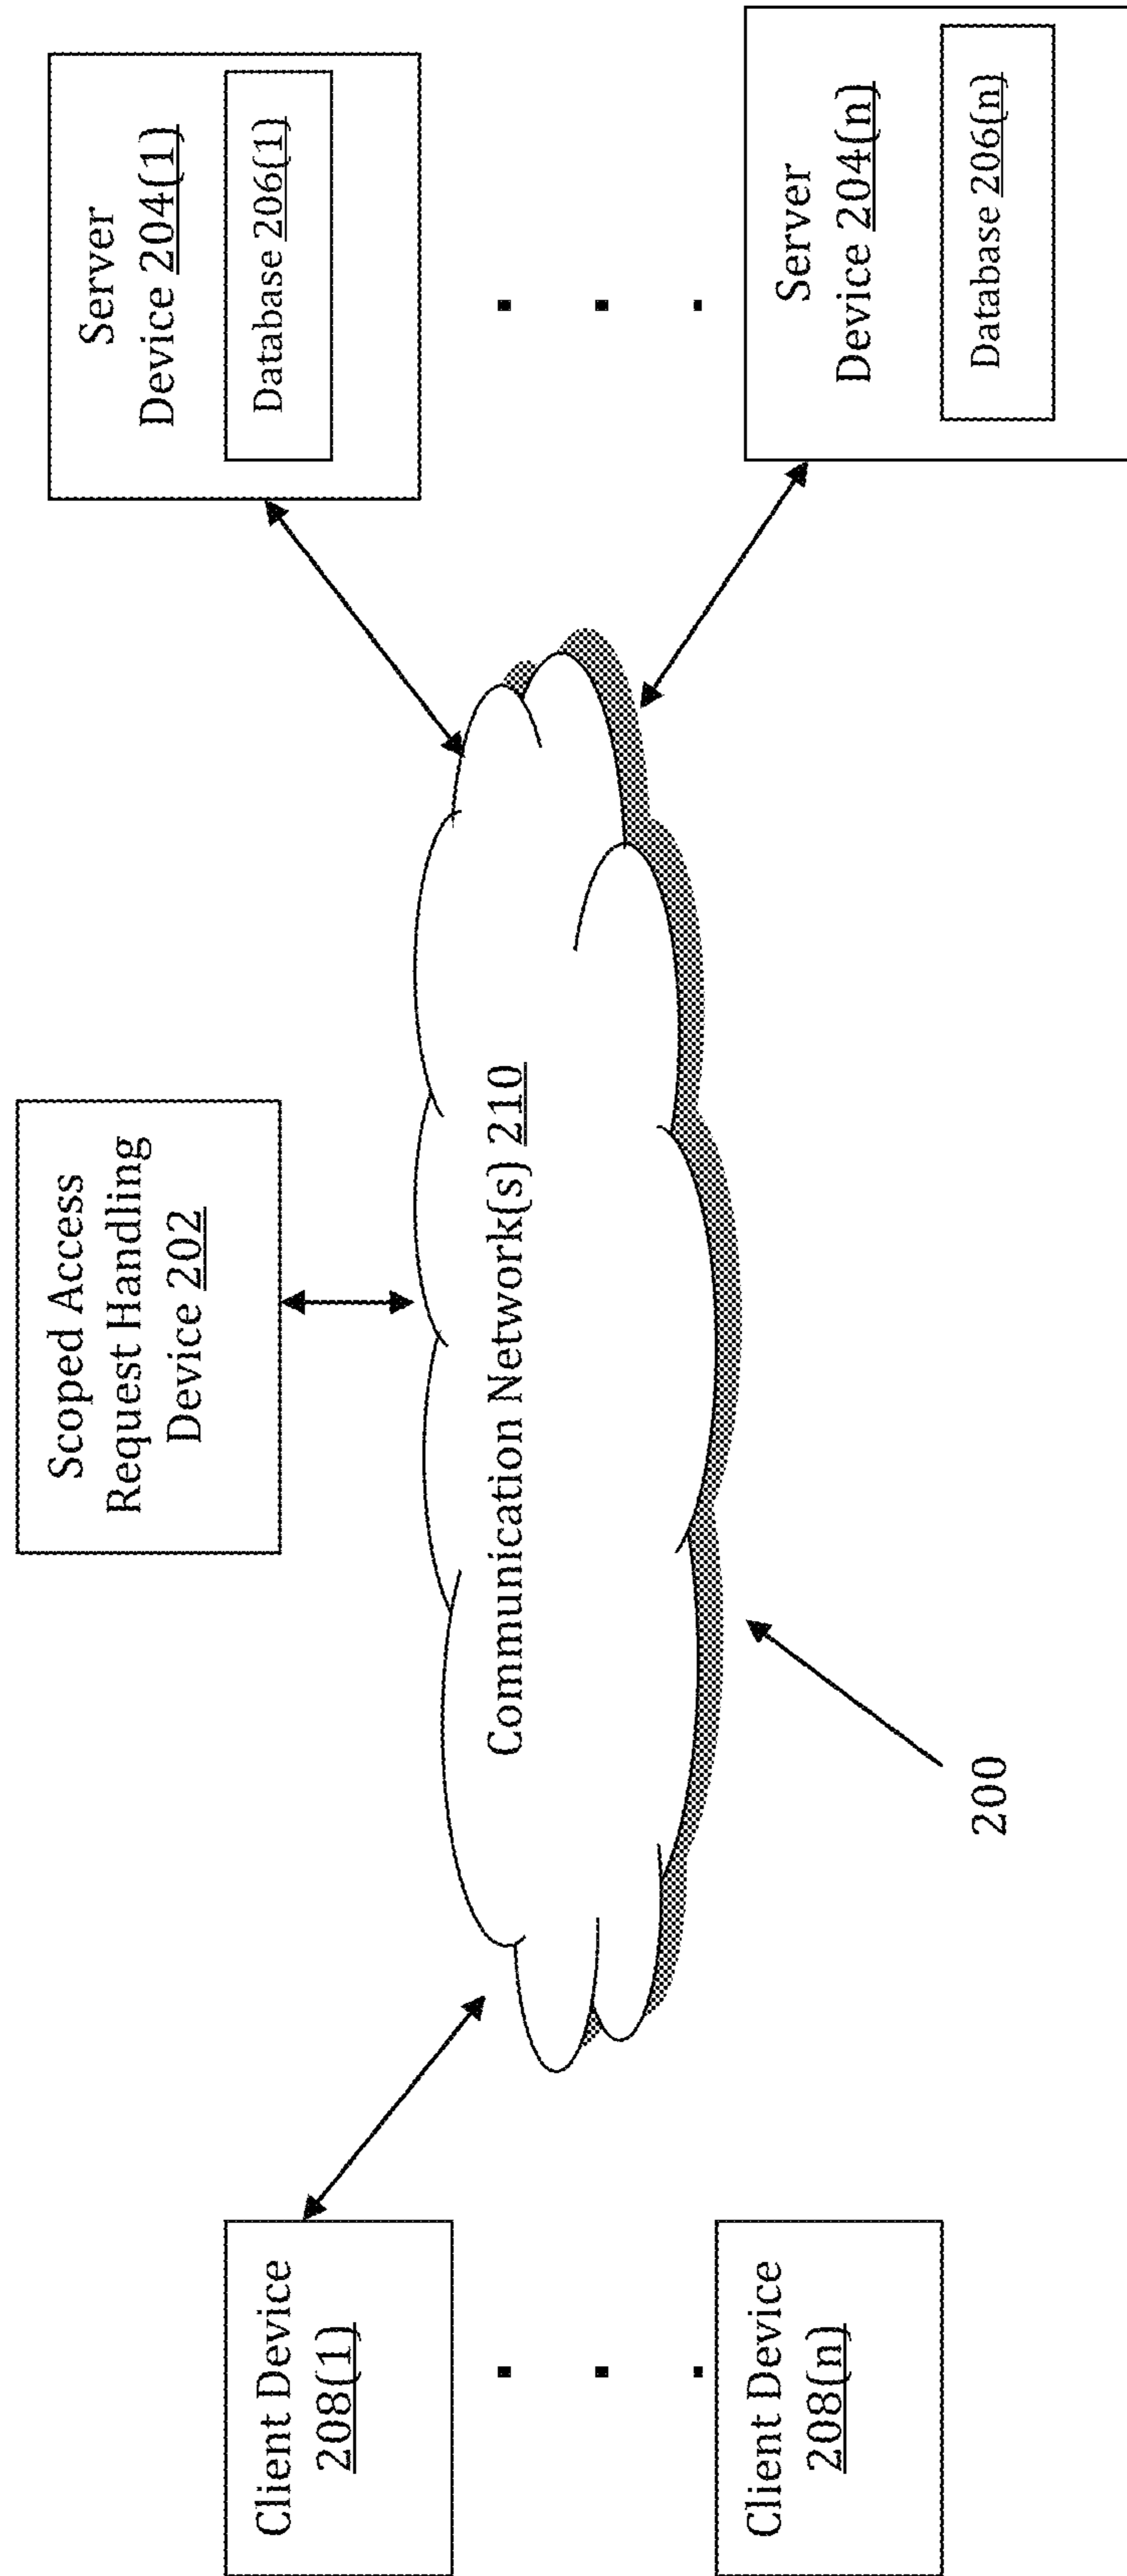 Scoped Access
Request Handling
Device 202
Client Device
208(1)
Client Device
208(n)
Communication Network(s) 210
200
Server
Device 204(1)
Database 206(1)
Server
Device 204(n)
Database 206(n)